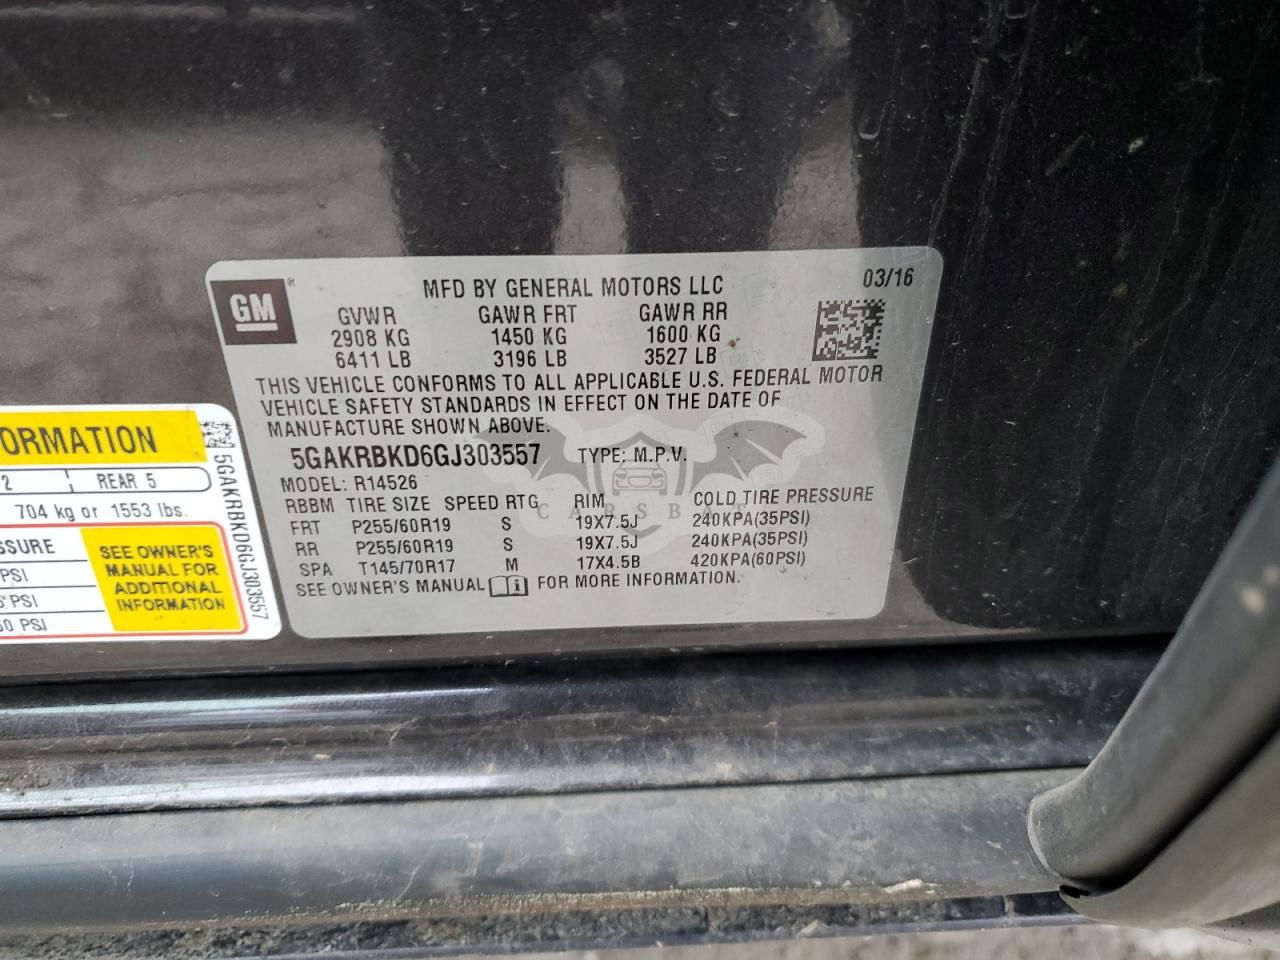 GM
MFD BY GENERAL MOTORS LLC 03/16
GVWR GAWR FRT GAWR RR
2908 KG 1450 KG 1600 KG
6411 LB 3196 LB 3527 LB
THIS VEHICLE CONFORMS TO ALL APPLICABLE U.S. FEDERAL MOTOR
VEHICLE SAFETY STANDARDS IN EFFECT ON THE DATE OF
MANUFACTURE SHOWN ABOVE.
5GAKRBKD6GJ303557 TYPE: M.P.V.
MODEL: R14526
RBBM TIRE SIZE SPEED RTG RIM COLD TIRE PRESSURE
FRT P255/60R19 S 19X7.5J 240KPA(35PSI)
RR P255/60R19 S 19X7.5J 240KPA(35PSI)
SPA T145/70R17 M 17X4.5B 420KPA(60PSI)
SEE OWNER'S MANUAL FOR MORE INFORMATION.
CARSBAT
ORMATION
2 REAR 5
704 kg or 1553 lbs.
SSURE
PSI
PSI
60 PSI
SEE OWNER'S
MANUAL FOR
ADDITIONAL
INFORMATION
5GAKRBKD6GJ303557